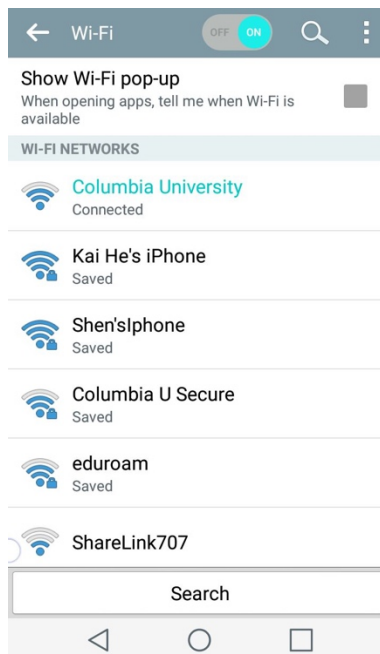 Wi-Fi
OFF ON
Show Wi-Fi pop-up
When opening apps, tell me when Wi-Fi is
available
WI-FI NETWORKS
Columbia University
Connected
Kai He's iPhone
Saved
Shen'sIphone
Saved
Columbia U Secure
Saved
eduroam
Saved
ShareLink707
Search